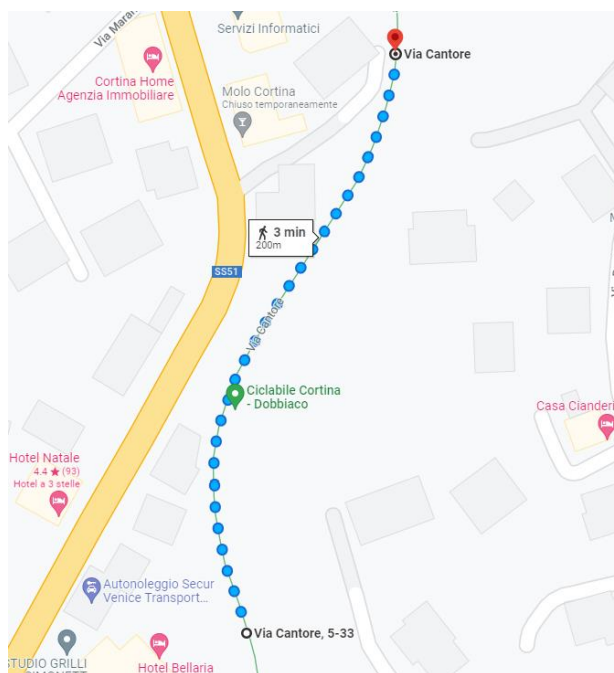 Servizi Informatici
Via Maran
Via Cantore
Cortina Home
Agenzia Immobiliare
Molo Cortina
Chiuso temporaneamente
3 min
200m
SS51
Via Cantore
Ciclabile Cortina
- Dobbiaco
Casa Cianderi
Hotel Natale
4.4 ★ (93)
Hotel a 3 stelle
Autonoleggio Secur
Venice Transport...
Via Cantore, 5-33
STUDIO GRILLI
Hotel Bellaria